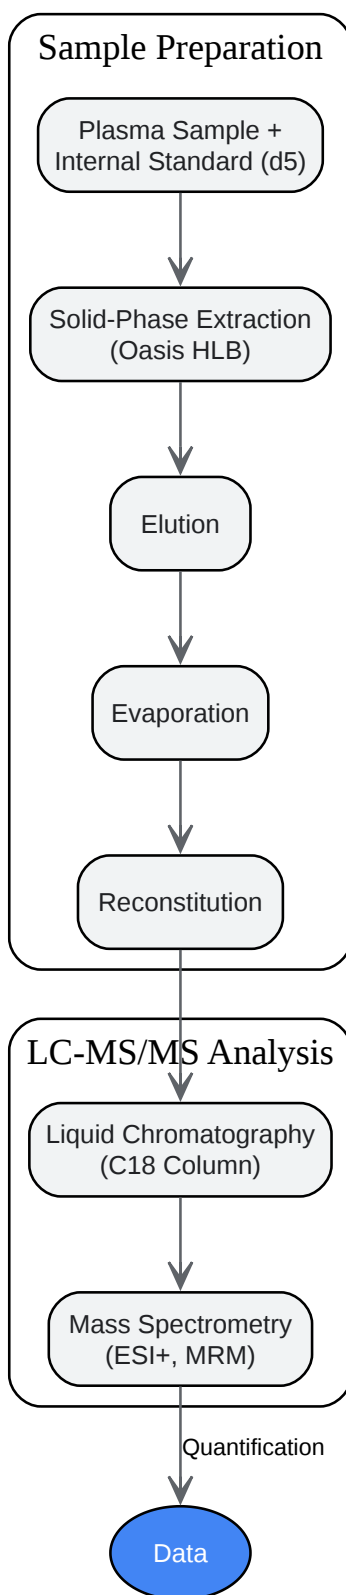 Sample Preparation
Plasma Sample +
Internal Standard (d5)
Solid-Phase Extraction
(Oasis HLB)
Elution
Evaporation
Reconstitution
LC-MS/MS Analysis
Liquid Chromatography
(C18 Column)
Mass Spectrometry
(ESI+, MRM)
Quantification
Data